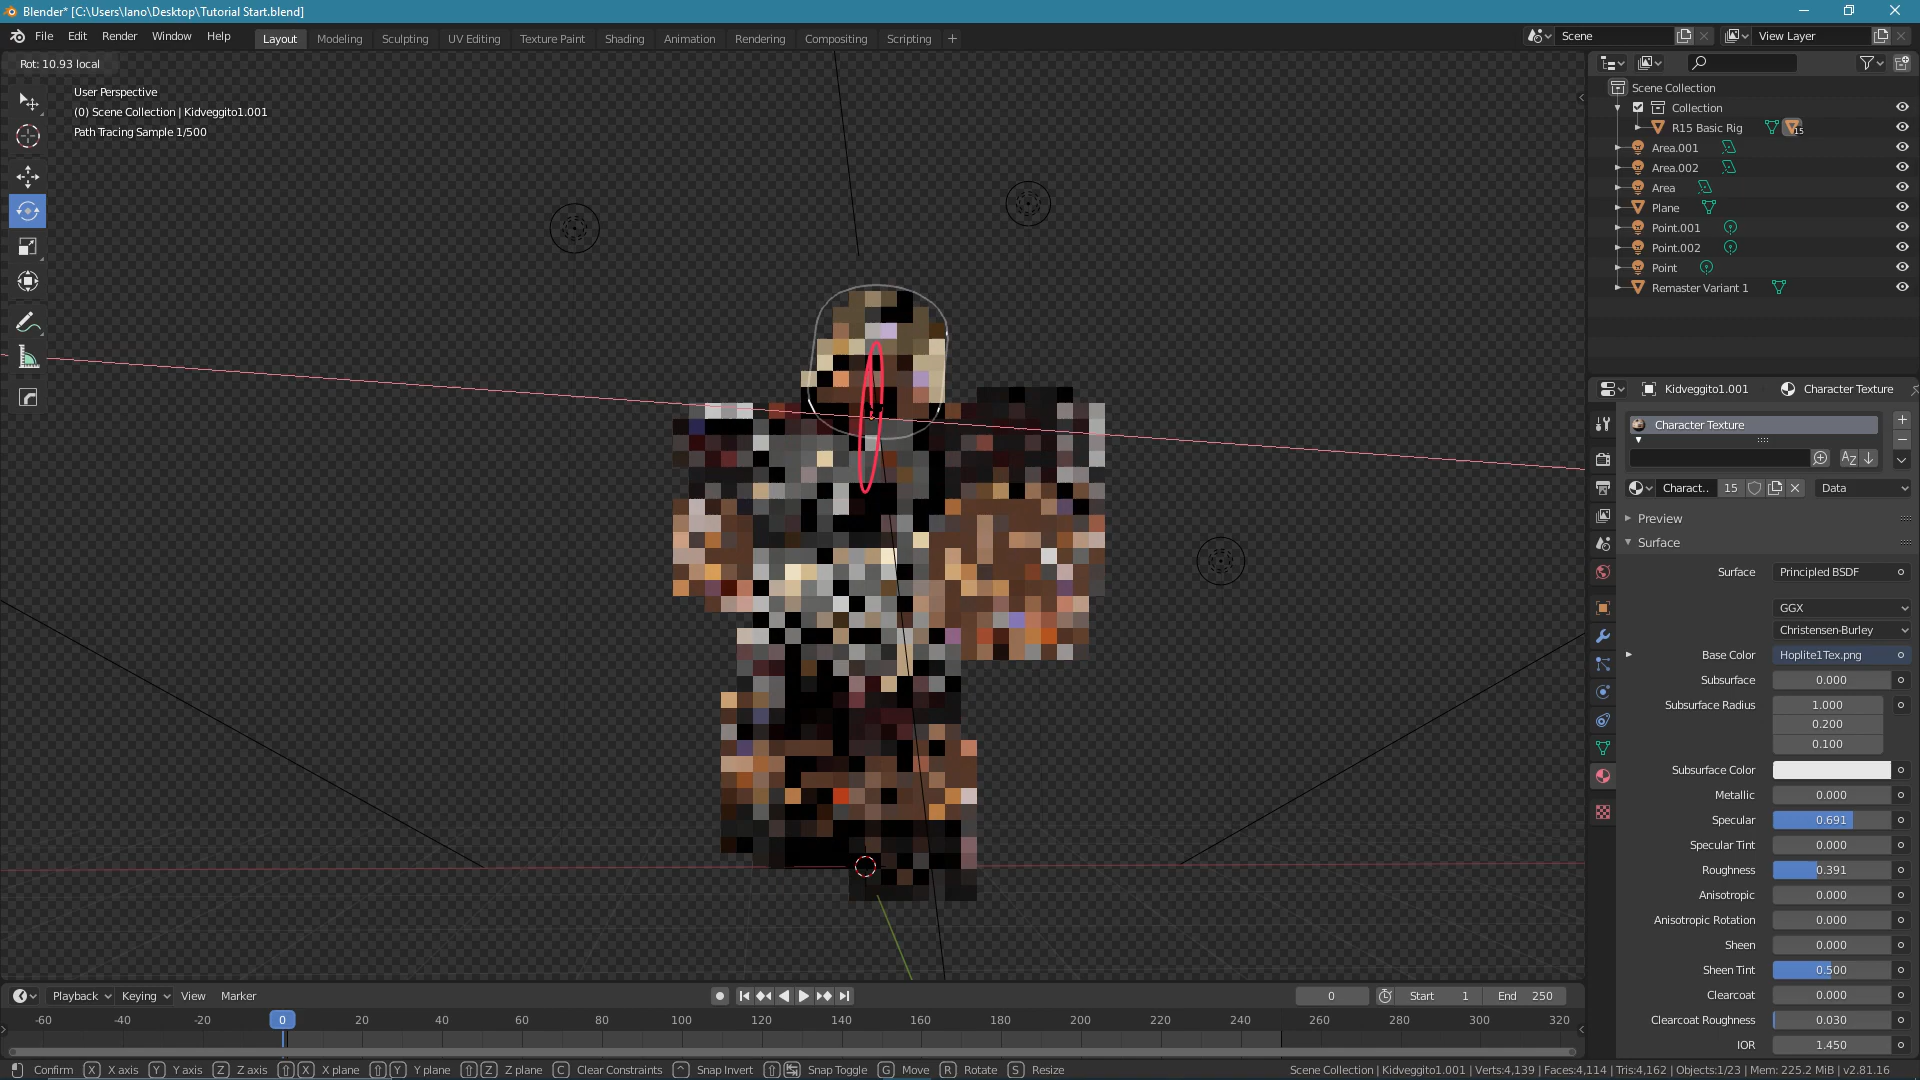 Blender* [C:\Users\Iano\Desktop\Tutorial Start.blend]
File Edit Render Window Help
Layout Modeling Sculpting UV Editing Texture Paint Shading Animation Rendering Compositing Scripting +
Scene
View Layer
Rot: 10.93 local
User Perspective
(0) Scene Collection | Kidveggito1.001
Path Tracing Sample 1/500
Scene Collection
Collection
R15 Basic Rig 15
Area.001
Area.002
Area
Plane
Point.001
Point.002
Point
Remaster Variant 1
Kidveggito1.001 Character Texture
Character Texture
Charact.. 15 Data
Preview
Surface
Surface Principled BSDF
GGX
Christensen-Burley
Base Color Hoplite1Tex.png
Subsurface 0.000
Subsurface Radius 1.000
0.200
0.100
Subsurface Color
Metallic 0.000
Specular 0.691
Specular Tint 0.000
Roughness 0.391
Anisotropic 0.000
Anisotropic Rotation 0.000
Sheen 0.000
Sheen Tint 0.500
Clearcoat 0.000
Clearcoat Roughness 0.030
IOR 1.450
Playback Keying View Marker
0 Start 1 End 250
-60 -40 -20 0 20 40 60 80 100 120 140 160 180 200 220 240 260 280 300 320
Confirm X X axis Y Y axis Z Z axis X X plane Y Y plane Z Z plane C Clear Constraints Snap Invert Snap Toggle G Move R Rotate S Resize
Scene Collection | Kidveggito1.001 | Verts:4,139 | Faces:4,114 | Tris:4,162 | Objects:1/23 | Mem: 225.2 MiB | v2.81.16